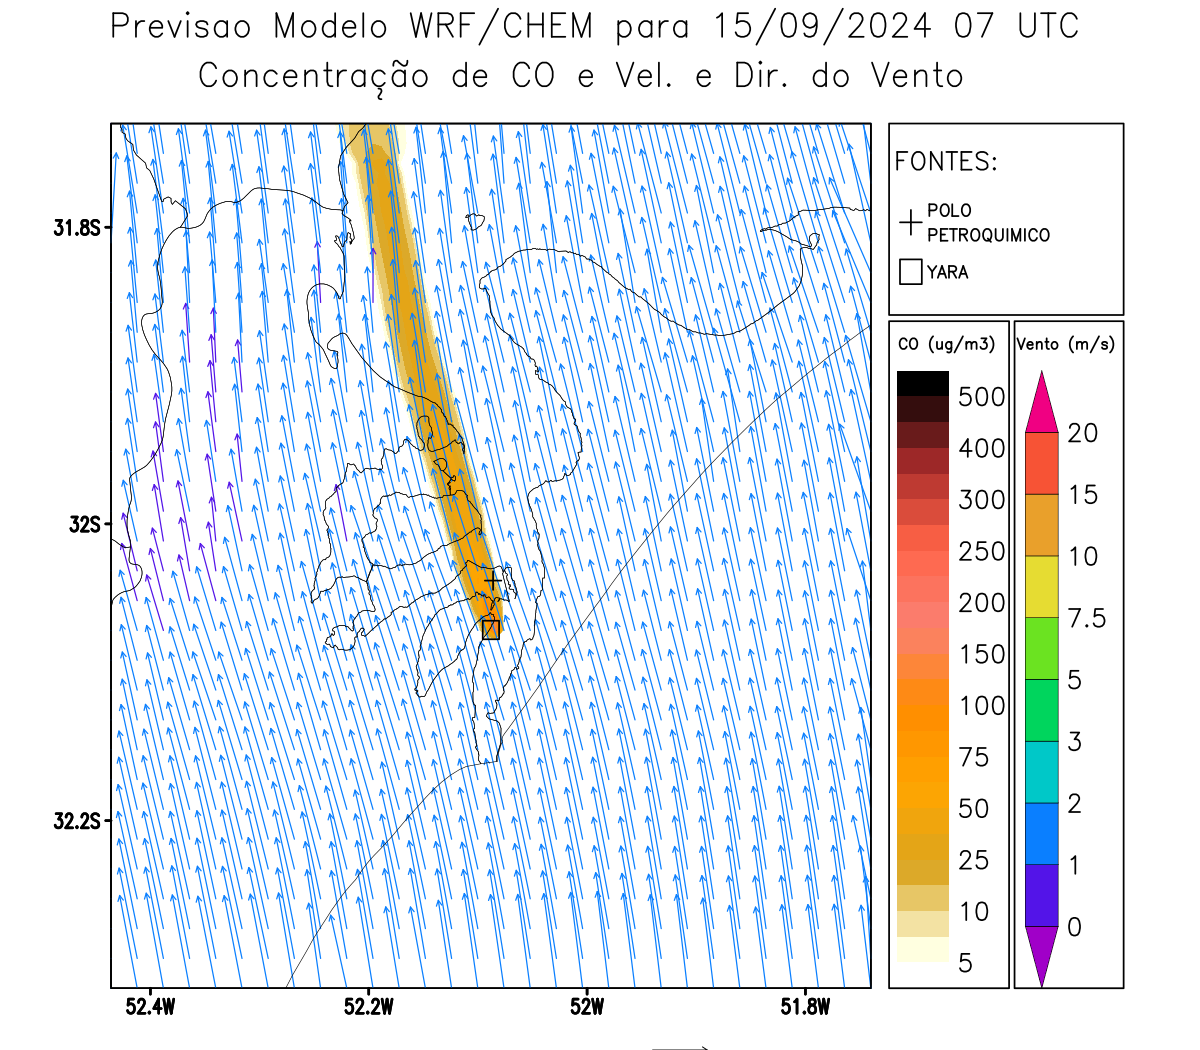 Previsao Modelo WRF/CHEM para 15/09/2024 07 UTC
Concentração de CO e Vel. e Dir. do Vento
FONTES:
POLO
PETROQUIMICO
YARA
CO (ug/m3)
500
400
300
250
200
150
100
75
50
25
10
5
Vento (m/s)
20
15
10
7.5
5
3
2
1
0
31.8S
32S
32.2S
52.4W 52.2W 52W 51.8W